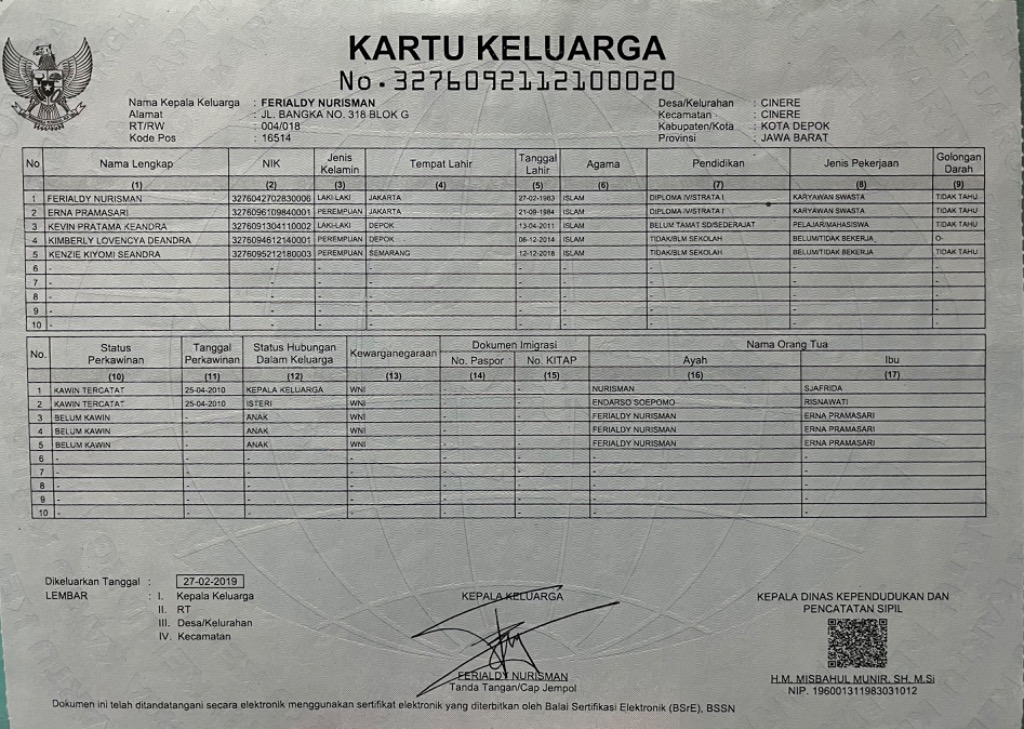 KARTU KELUARGA
No.3276092112100020
Nama Kepala Keluarga : FERIALDY NURISMAN
Alamat : JL. BANGKA NO. 318 BLOK G
RT/RW : 004/018
Kode Pos : 16514
Desa/Kelurahan : CINERE
Kecamatan : CINERE
Kabupaten/Kota : KOTA DEPOK
Provinsi : JAWA BARAT
No Nama Lengkap NIK Jenis Kelamin Tempat Lahir Tanggal Lahir Agama Pendidikan Jenis Pekerjaan Golongan Darah
(1) (2) (3) (4) (5) (6) (7) (8) (9)
1 FERIALDY NURISMAN 3276042702830006 LAKI-LAKI JAKARTA 27-02-1983 ISLAM DIPLOMA IV/STRATA I KARYAWAN SWASTA TIDAK TAHU
2 ERNA PRAMASARI 3276096109840001 PEREMPUAN JAKARTA 21-09-1984 ISLAM DIPLOMA IV/STRATA I KARYAWAN SWASTA TIDAK TAHU
3 KEVIN PRATAMA KEANDRA 3276091304110002 LAKI-LAKI DEPOK 13-04-2011 ISLAM BELUM TAMAT SD/SEDERAJAT PELAJAR/MAHASISWA TIDAK TAHU
4 KIMBERLY LOVENCYA DEANDRA 3276094612140001 PEREMPUAN DEPOK 06-12-2014 ISLAM TIDAK/BLM SEKOLAH BELUM/TIDAK BEKERJA O-
5 KENZIE KIYOMI SEANDRA 3276095212180003 PEREMPUAN SEMARANG 12-12-2018 ISLAM TIDAK/BLM SEKOLAH BELUM/TIDAK BEKERJA TIDAK TAHU
6 - - - - - - - - -
7 - - - - - - - - -
8 - - - - - - - - -
9 - - - - - - - - -
10 - - - - - - - - -
No. Status Perkawinan Tanggal Perkawinan Status Hubungan Dalam Keluarga Kewarganegaraan Dokumen Imigrasi Nama Orang Tua
No. Paspor No. KITAP Ayah Ibu
(10) (11) (12) (13) (14) (15) (16) (17)
1 KAWIN TERCATAT 25-04-2010 KEPALA KELUARGA WNI - - NURISMAN SJAFRIDA
2 KAWIN TERCATAT 25-04-2010 ISTERI WNI - - ENDARSO SOEPOMO RISNAWATI
3 BELUM KAWIN ANAK WNI - - FERIALDY NURISMAN ERNA PRAMASARI
4 BELUM KAWIN ANAK WNI - - FERIALDY NURISMAN ERNA PRAMASARI
5 BELUM KAWIN ANAK WNI - - FERIALDY NURISMAN ERNA PRAMASARI
6 - - - - - - - -
7 - - - - - - - -
8 - - - - - - - -
9 - - - - - - - -
10 - - - - - - - -
Dikeluarkan Tanggal : 27-02-2019
LEMBAR : I. Kepala Keluarga
II. RT
III. Desa/Kelurahan
IV. Kecamatan
KEPALA KELUARGA
FERIALDY NURISMAN
Tanda Tangan/Cap Jempol
KEPALA DINAS KEPENDUDUKAN DAN
PENCATATAN SIPIL
H.M. MISBAHUL MUNIR, SH, M.Si
NIP. 196001311983031012
Dokumen ini telah ditandatangani secara elektronik menggunakan sertifikat elektronik yang diterbitkan oleh Balai Sertifikasi Elektronik (BSrE), BSSN